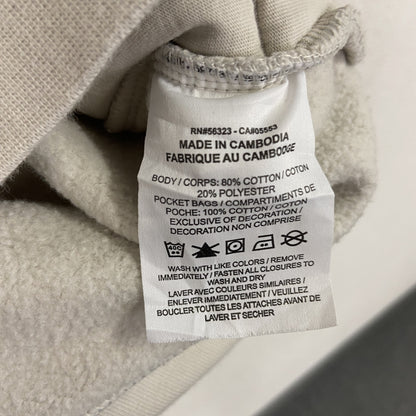 RN#56323 - CA#05553
MADE IN CAMBODIA
FABRIQUE AU CAMBODGE
BODY / CORPS: 80% COTTON / COTON
20% POLYESTER
POCKET BAGS / COMPARTIMENTS DE
POCHE: 100% COTTON / COTON
EXCLUSIVE OF DECORATION /
DECORATION NON COMPRISE
40C
WASH WITH LIKE COLORS / REMOVE
IMMEDIATELY / FASTEN ALL CLOSURES
WASH AND DRY
LAVER AVEC COULEURS SIMILAIRES /
ENLEVER IMMEDIATEMENT / VEUILLEZ
BOUCLER TOUTES LES ATTACHES AVANT DE
LAVER ET SECHER